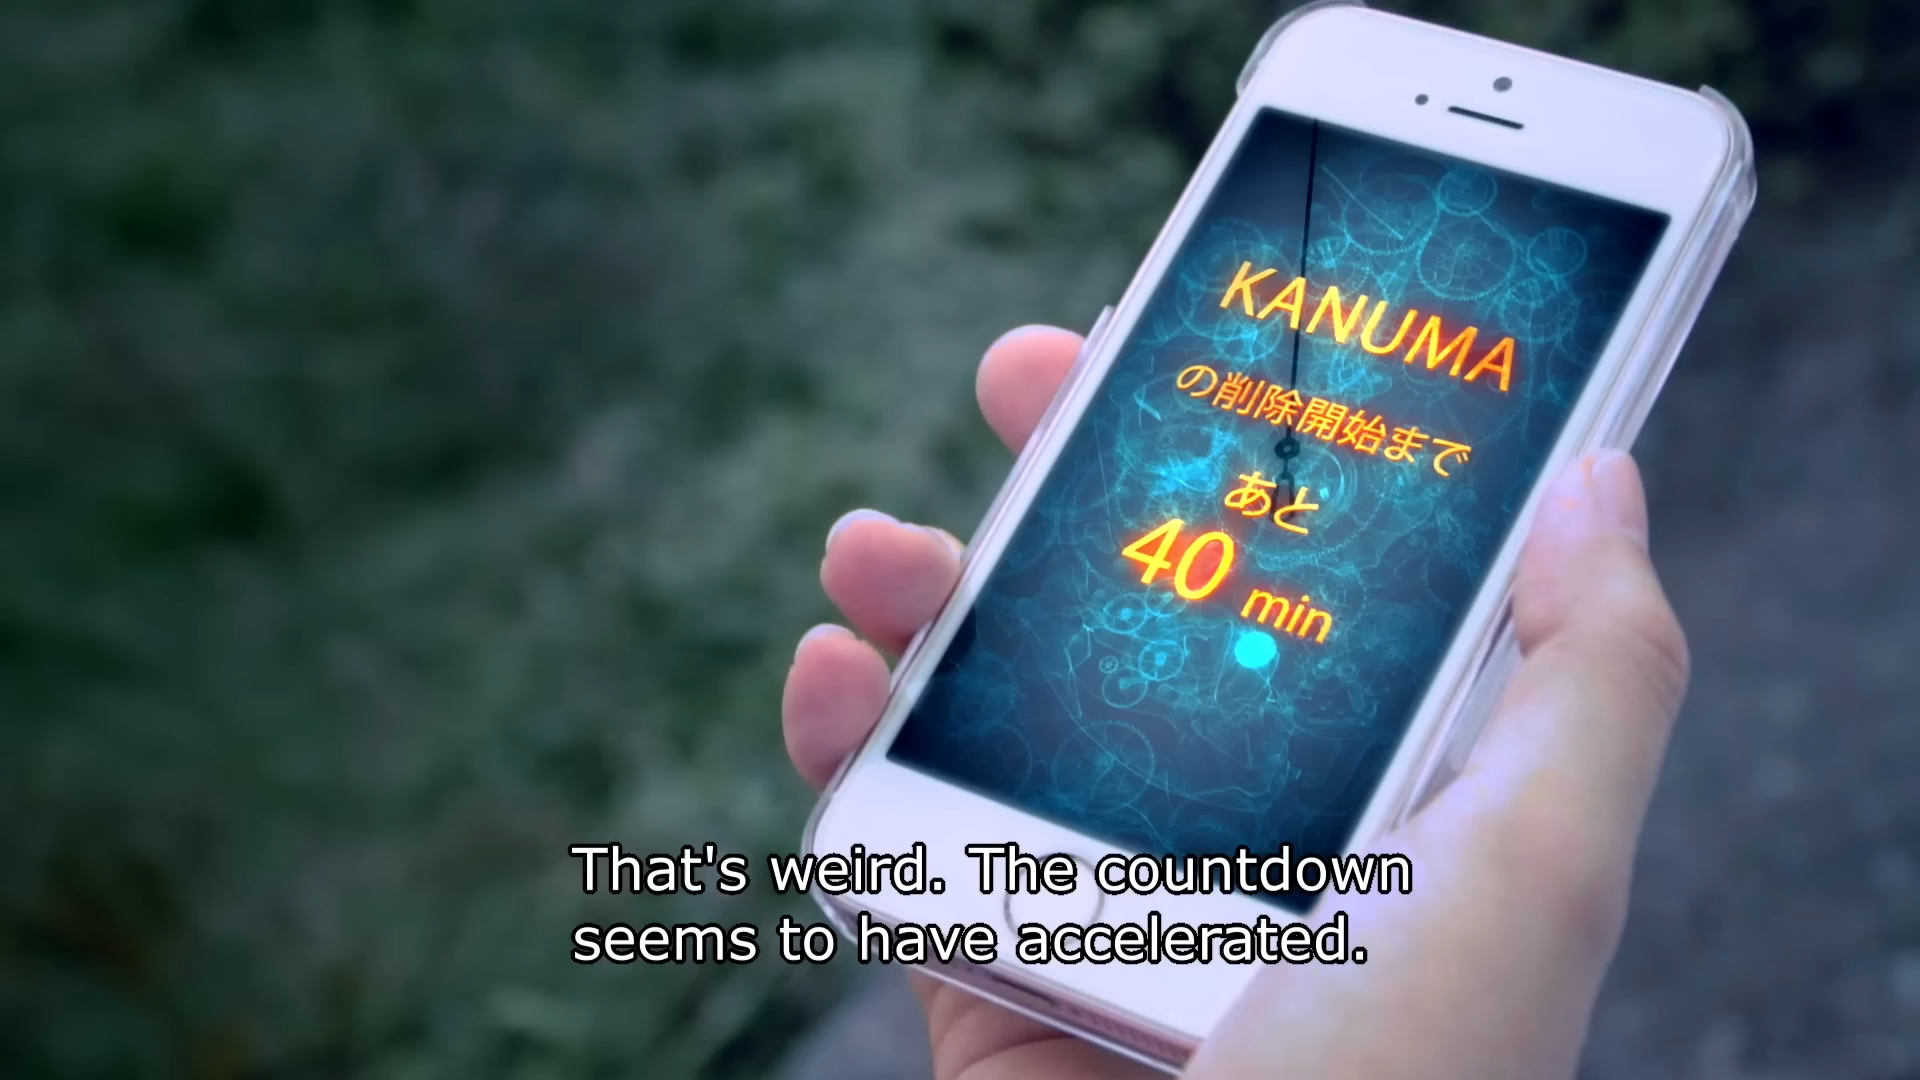 KANUMA
の削除開始まで
あと
40 min
That's weird. The countdown
seems to have accelerated.